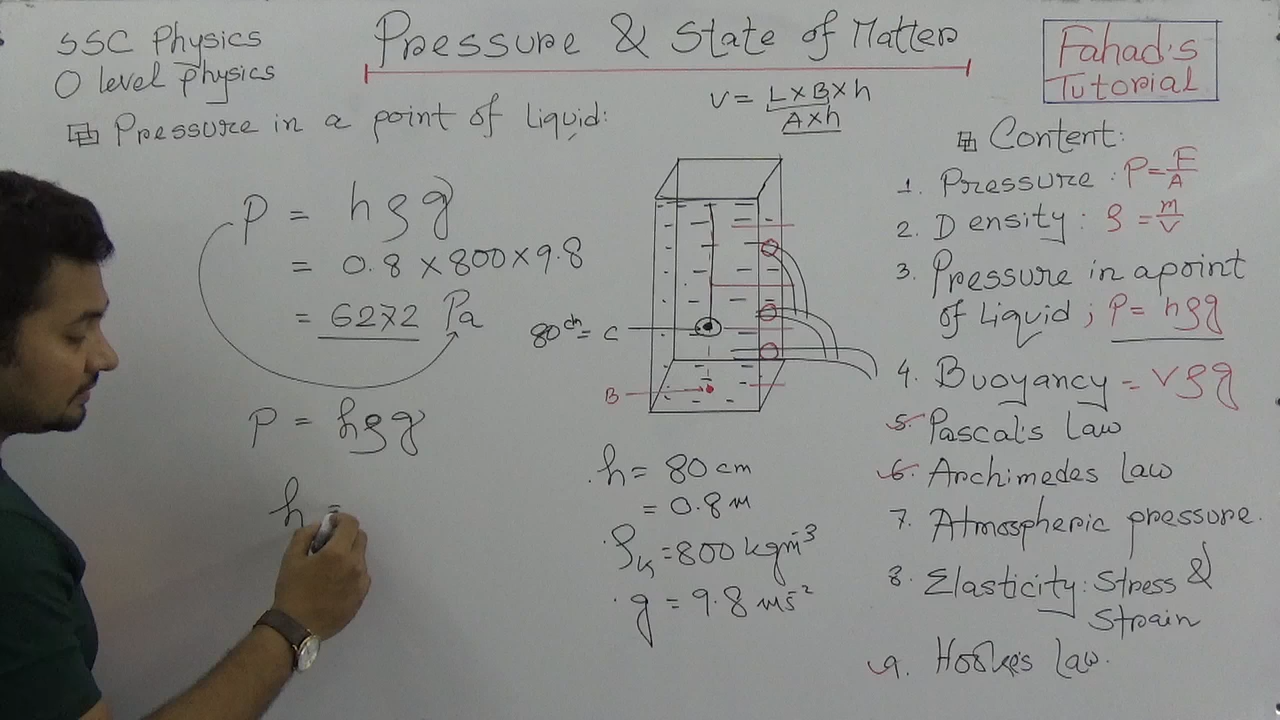 SSC Physics
O level physics
Pressure & State of Matter
Fahad's
Tutorial
Pressure in a point of liquid:
V = L×B×h
A×h
P = hρg
= 0.8 × 800 × 9.8
= 6272 Pa
P = hρg
h =
80 cm = C
B
h = 80 cm
= 0.8 m
ρk = 800 kgm⁻³
g = 9.8 ms⁻²
Content:
1. Pressure: P = F/A
2. Density: ρ = m/V
3. Pressure in a point
of liquid; P = hρg
4. Buoyancy = Vρg
5. Pascal's law
6. Archimedes law
7. Atmospheric pressure.
8. Elasticity: Stress &
Strain
9. Hooke's law.